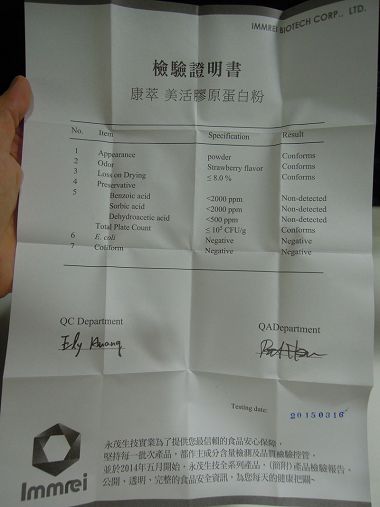 IMMREI BIOTECH CORP., LTD.
檢驗證明書
康萃 美活膠原蛋白粉
No. Item Specification Result
1 Appearance powder Conforms
2 Odor Strawberry flavor Conforms
3 Loss on Drying ≤ 8.0 % Conforms
4 Preservative
Benzoic acid <2000 ppm Non-detected
Sorbic acid <2000 ppm Non-detected
Dehydroacetic acid <500 ppm Non-detected
5 Total Plate Count ≤ 10⁵ CFU/g Conforms
6 E. coli Negative Negative
7 Coliform Negative Negative
QC Department QADepartment
Ely Huang
Testing date: 20150316
永茂生技實業為了提供您最信賴的食品安心保障,
堅持每一批次產品,都作主成分含量檢測及品質檢驗控管,
並於2014年五月開始,永茂生技全系列產品,(簡附)產品檢驗報告,
公開、透明、完整的食品安全資訊,為您每天的健康把關~
Immrei